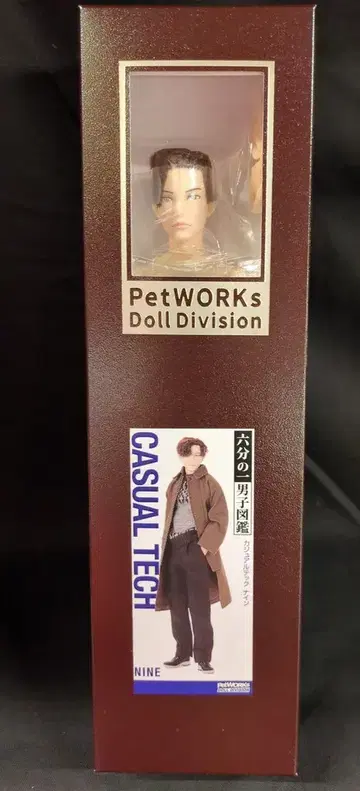 PetWORKs
Doll Division
CASUAL TECH
六分の一男子図鑑
カジュアルテック ナイン
NINE
PetWORKs
DOLL DIVISION